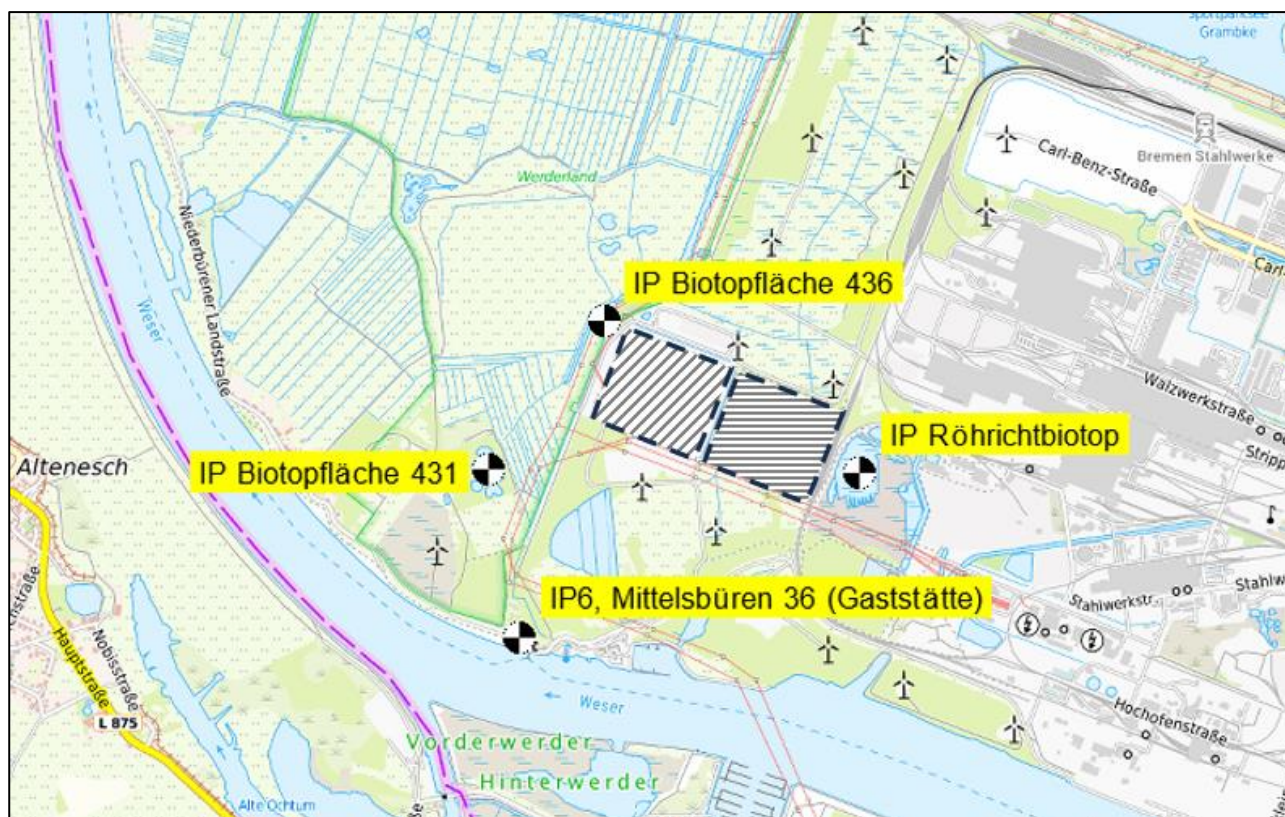 Sportparksee
Grambke
Bremen Stahlwerke
Carl-Benz-Straße
Carl-
Werderland
Niederbürener Landstraße
Weser
IP Biotopfläche 436
Walzwerkstraße
IP Röhrichtbiotop
Stripp
Altenesch
IP Biotopfläche 431
IP6, Mittelsbüren 36 (Gaststätte)
Stahlwerkstr.
Stahlw
Hauptstraße
Nobisstraße
L 875
Weser
Hochofenstraße
Vorderwerder
Hinterwerder
Alte Ochtum